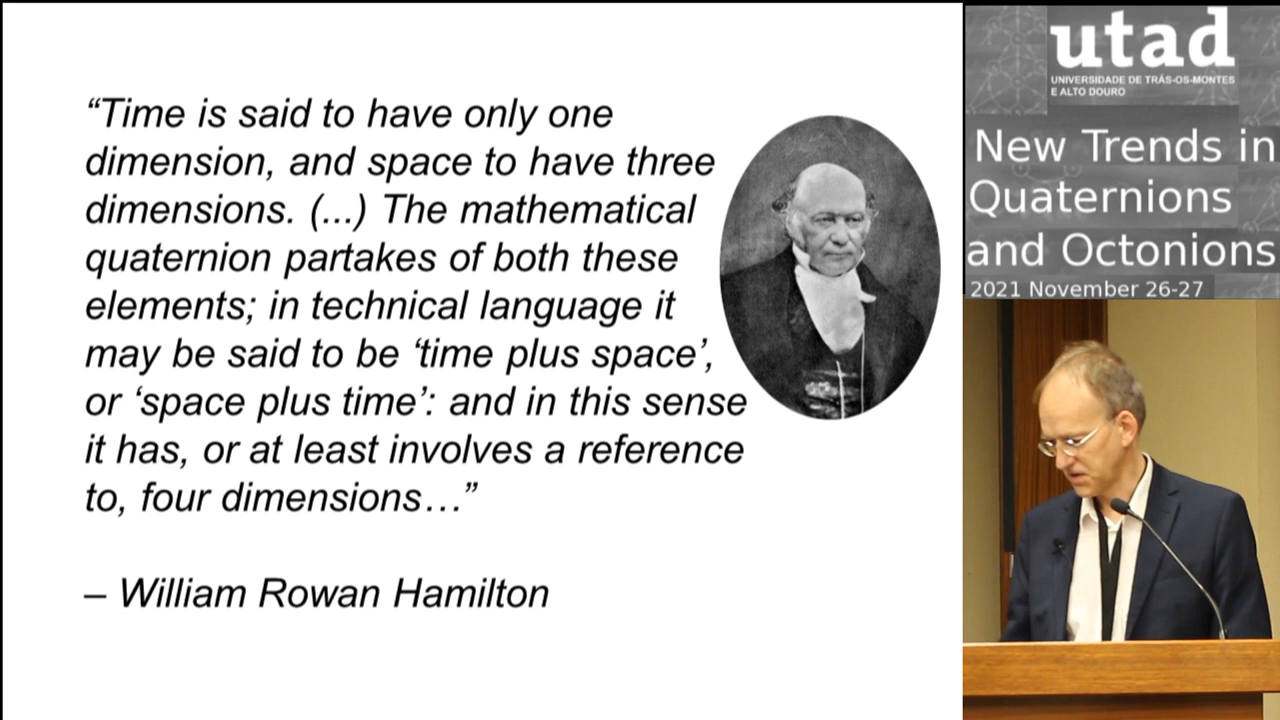 “Time is said to have only one
dimension, and space to have three
dimensions. (...) The mathematical
quaternion partakes of both these
elements; in technical language it
may be said to be ‘time plus space’,
or ‘space plus time’: and in this sense
it has, or at least involves a reference
to, four dimensions…”
– William Rowan Hamilton
utad
UNIVERSIDADE DE TRÁS-OS-MONTES
E ALTO DOURO
New Trends in
Quaternions
and Octonions
2021 November 26-27